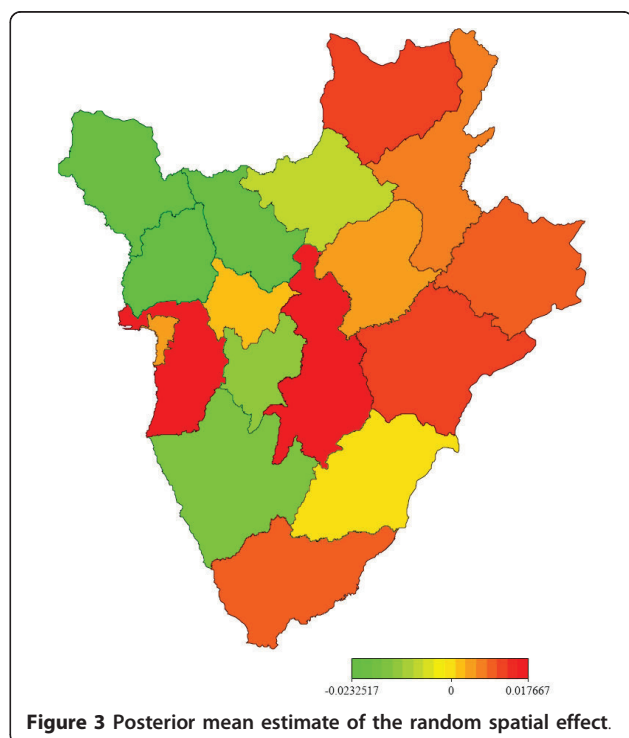 -0.0232517 0 0.017667
Figure 3 Posterior mean estimate of the random spatial effect.